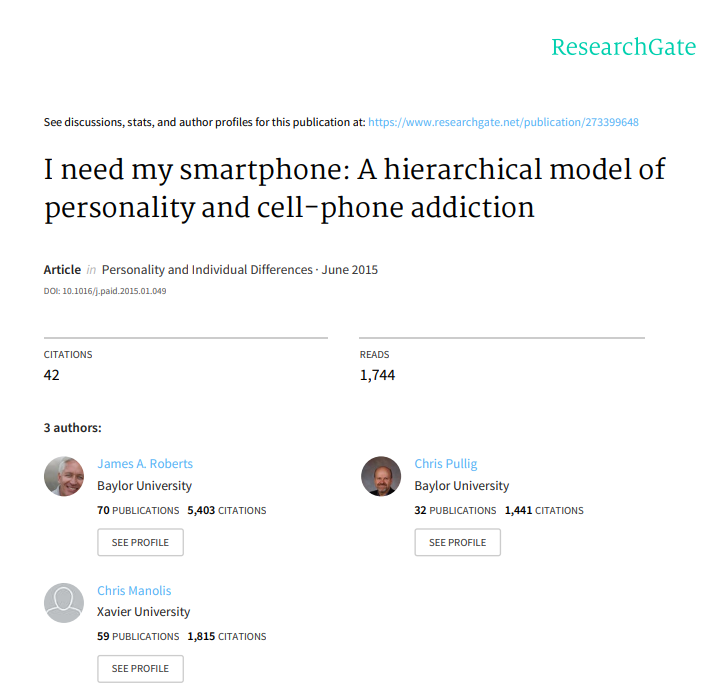 ResearchGate
See discussions, stats, and author profiles for this publication at: https://www.researchgate.net/publication/273399648
I need my smartphone: A hierarchical model of
personality and cell-phone addiction
Article in Personality and Individual Differences · June 2015
DOI: 10.1016/j.paid.2015.01.049
CITATIONS
42
READS
1,744
3 authors:
James A. Roberts
Baylor University
70 PUBLICATIONS 5,403 CITATIONS
SEE PROFILE
Chris Pullig
Baylor University
32 PUBLICATIONS 1,441 CITATIONS
SEE PROFILE
Chris Manolis
Xavier University
59 PUBLICATIONS 1,815 CITATIONS
SEE PROFILE